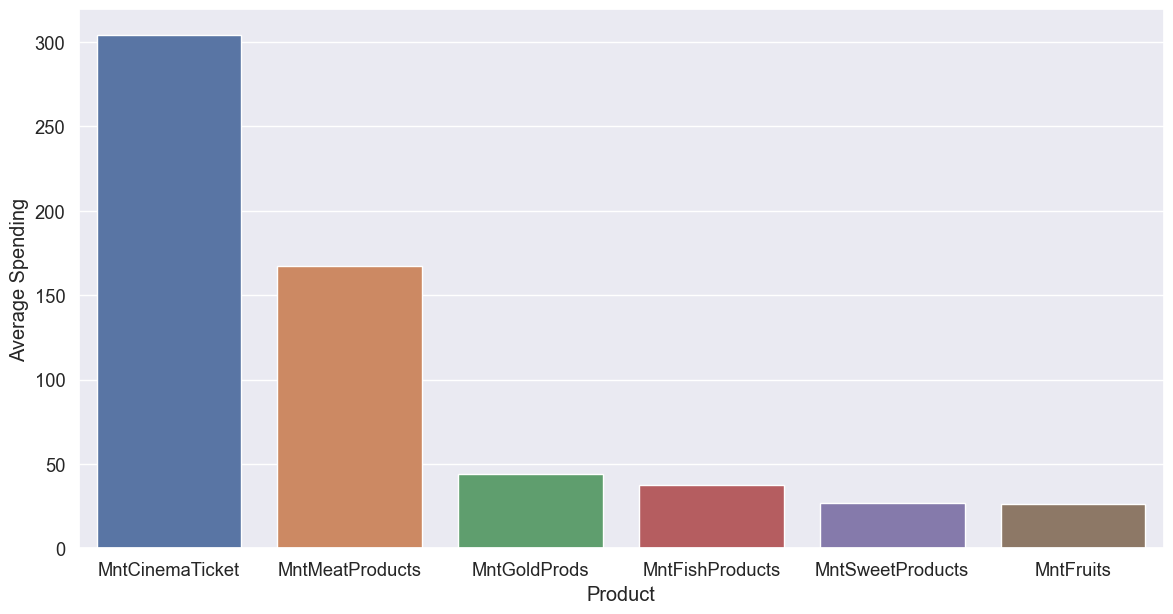 300
250
200
150
100
50
0
Average Spending
MntCinemaTicket MntMeatProducts MntGoldProds MntFishProducts MntSweetProducts MntFruits
Product